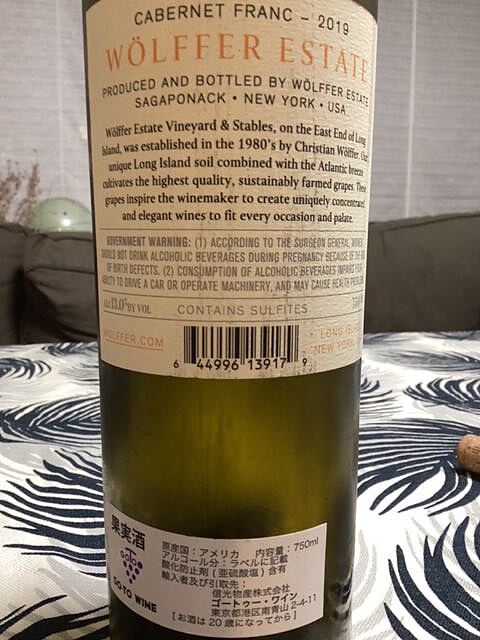 CABERNET FRANC – 2019
WÖLFFER ESTATE
PRODUCED AND BOTTLED BY WÖLFFER ESTATE
SAGAPONACK • NEW YORK • USA
Wölffer Estate Vineyard & Stables, on the East End of Long
Island, was established in the 1980's by Christian Wölffer. Our
unique Long Island soil combined with the Atlantic breeze
cultivates the highest quality, sustainably farmed grapes. These
grapes inspire the winemaker to create uniquely concentrated
and elegant wines to fit every occasion and palate.
GOVERNMENT WARNING: (1) ACCORDING TO THE SURGEON GENERAL, WOMEN
SHOULD NOT DRINK ALCOHOLIC BEVERAGES DURING PREGNANCY BECAUSE OF THE RISK
OF BIRTH DEFECTS. (2) CONSUMPTION OF ALCOHOLIC BEVERAGES IMPAIRS YOUR
ABILITY TO DRIVE A CAR OR OPERATE MACHINERY, AND MAY CAUSE HEALTH PROBLEMS
Alc.13.0% BY VOL CONTAINS SULFITES
WOLFFER.COM
LONG ISLAND
NEW YORK
6 44996 13917 9
果実酒
GOTO
GO-TO WINE
原産国：アメリカ 内容量：750ml
アルコール分：ラベルに記載
酸化防止剤(亜硫酸塩)含有
輸入者及び引取先：
信光物産株式会社
ゴートゥー・ワイン
東京都港区南青山 2-4-11
[お酒は20歳になってから]